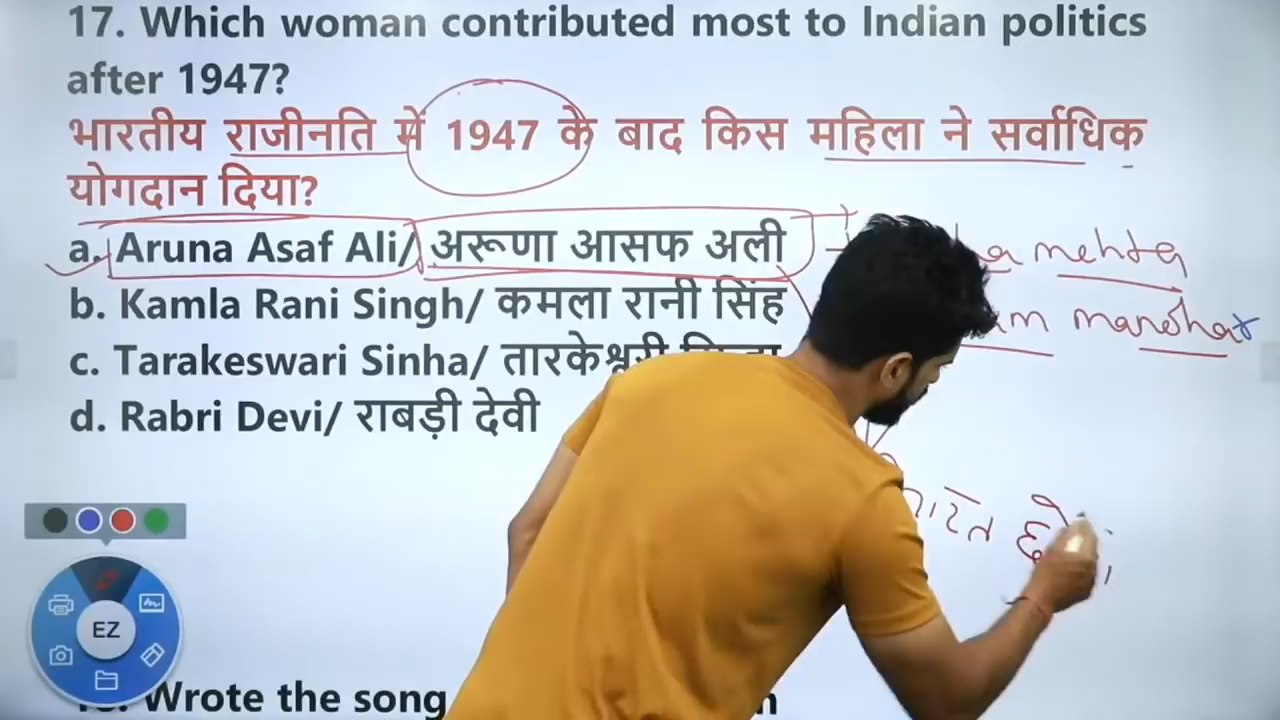 17. Which woman contributed most to Indian politics
after 1947?
भारतीय राजीनति में 1947 के बाद किस महिला ने सर्वाधिक
योगदान दिया?
a. Aruna Asaf Ali/ अरूणा आसफ अली
mehta
b. Kamla Rani Singh/ कमला रानी सिंह
c. Tarakeswari Sinha/ तारकेश्वरी
d. Rabri Devi/ राबड़ी देवी
EZ
Wrote the song